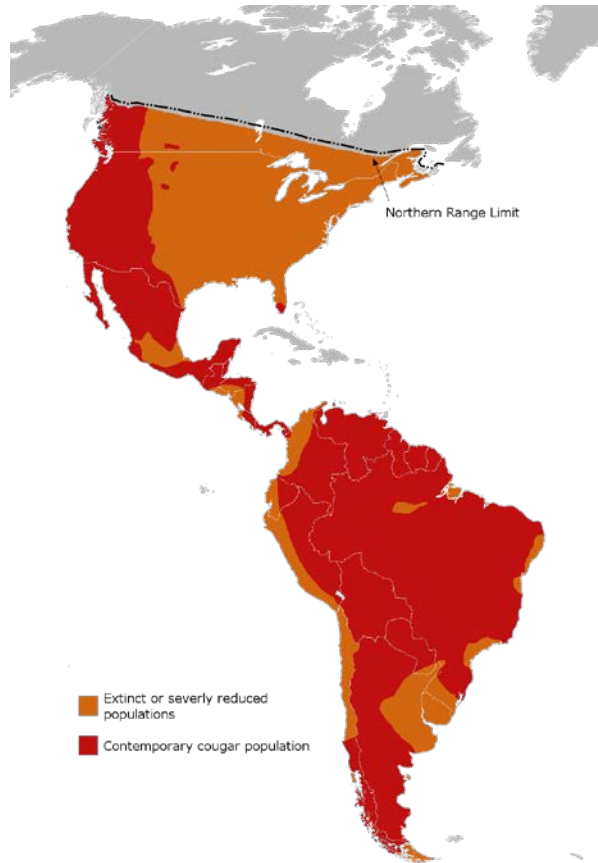 Northern Range Limit
Extinct or severly reduced
populations
Contemporary cougar population